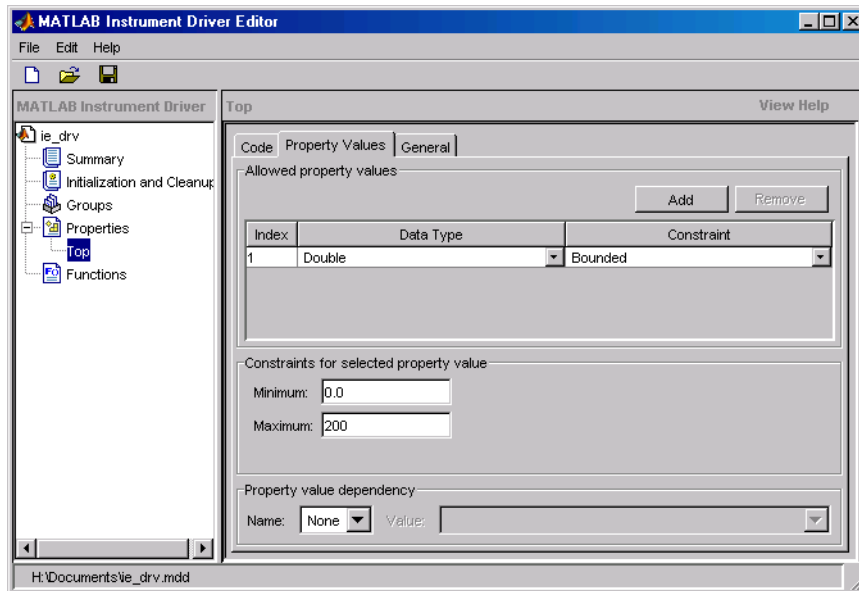 MATLAB Instrument Driver Editor
File Edit Help
MATLAB Instrument Driver
Top View Help
ie_drv
Summary
Initialization and Cleanup
Groups
Properties
Top
Functions
Code Property Values General
Allowed property values
Add Remove
Index Data Type Constraint
1 Double Bounded
Constraints for selected property value
Minimum: 0.0
Maximum: 200
Property value dependency
Name: None Value:
H:\Documents\ie_drv.mdd